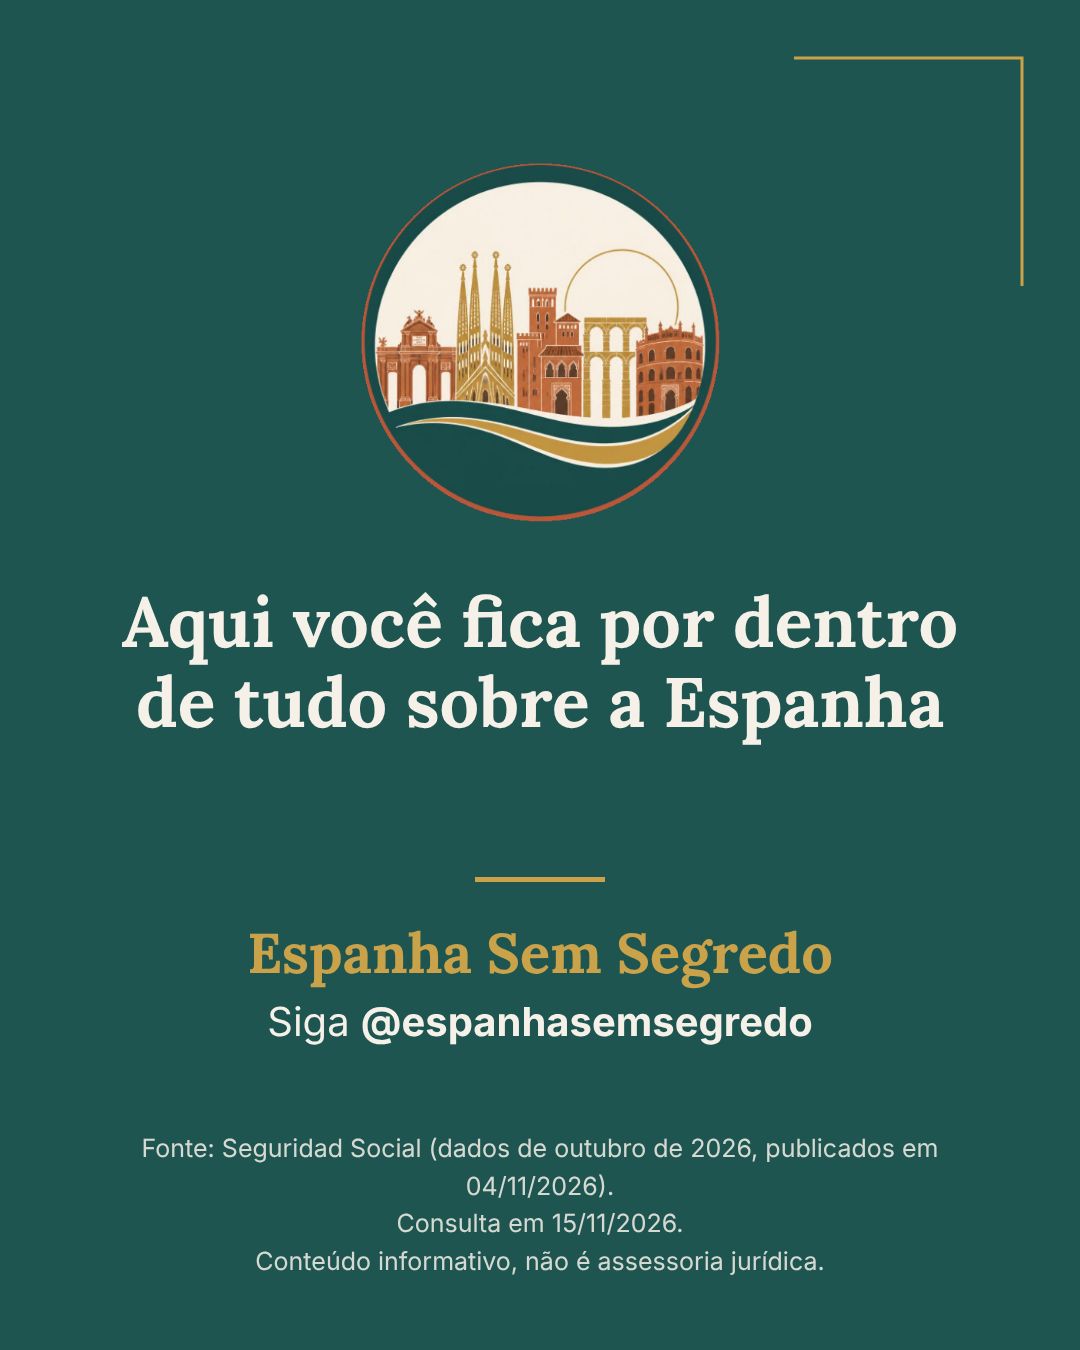 Aqui você fica por dentro
de tudo sobre a Espanha
Espanha Sem Segredo
Siga @espanhasemsegredo
Fonte: Seguridad Social (dados de outubro de 2026, publicados em
04/11/2026).
Consulta em 15/11/2026.
Conteúdo informativo, não é assessoria jurídica.